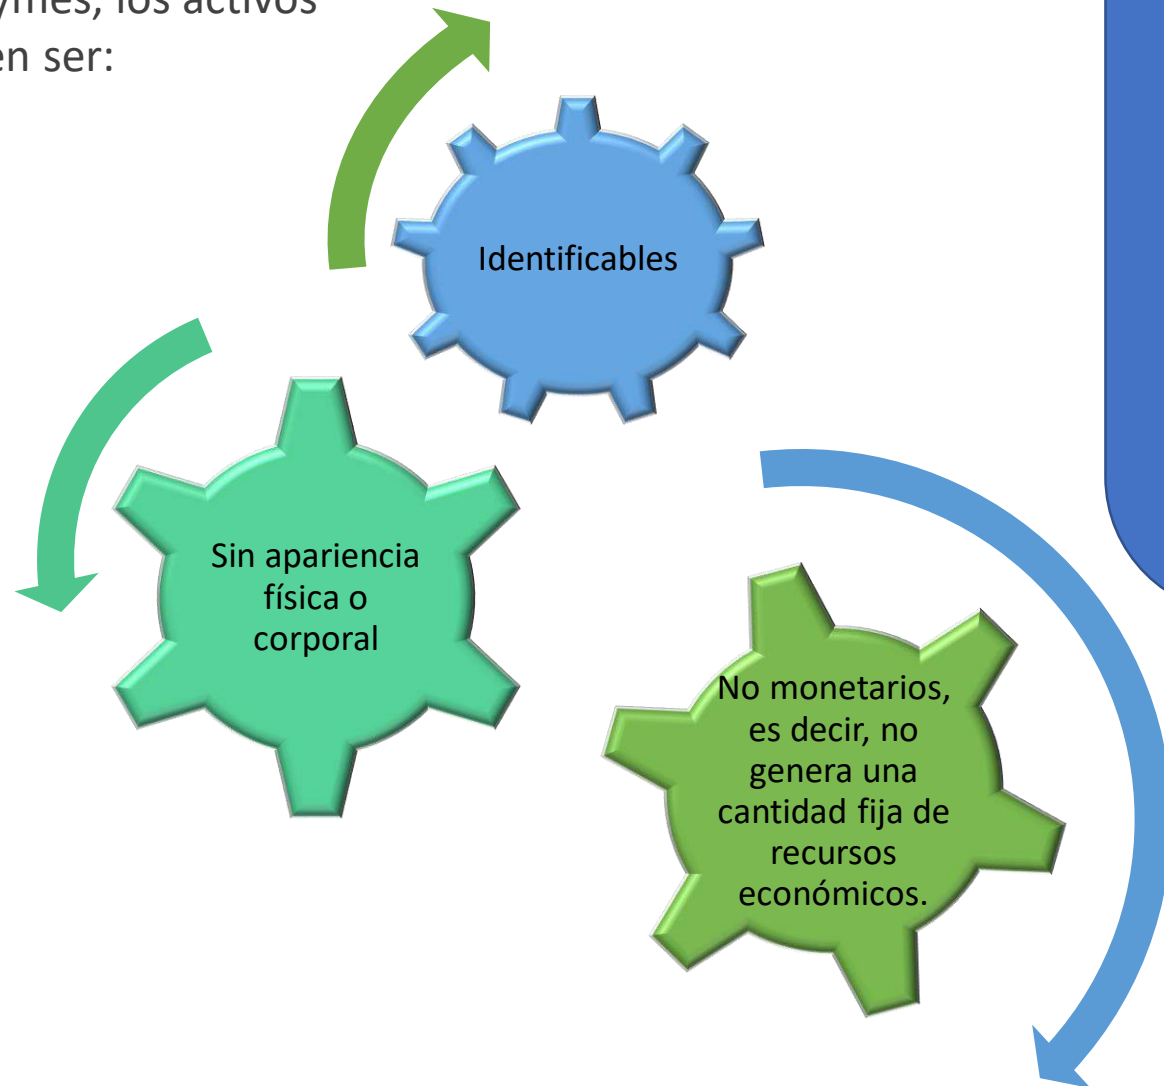 ymes, los activos
en ser:
Identificables
Sin apariencia
física o
corporal
No monetarios,
es decir, no
genera una
cantidad fija de
recursos
económicos.